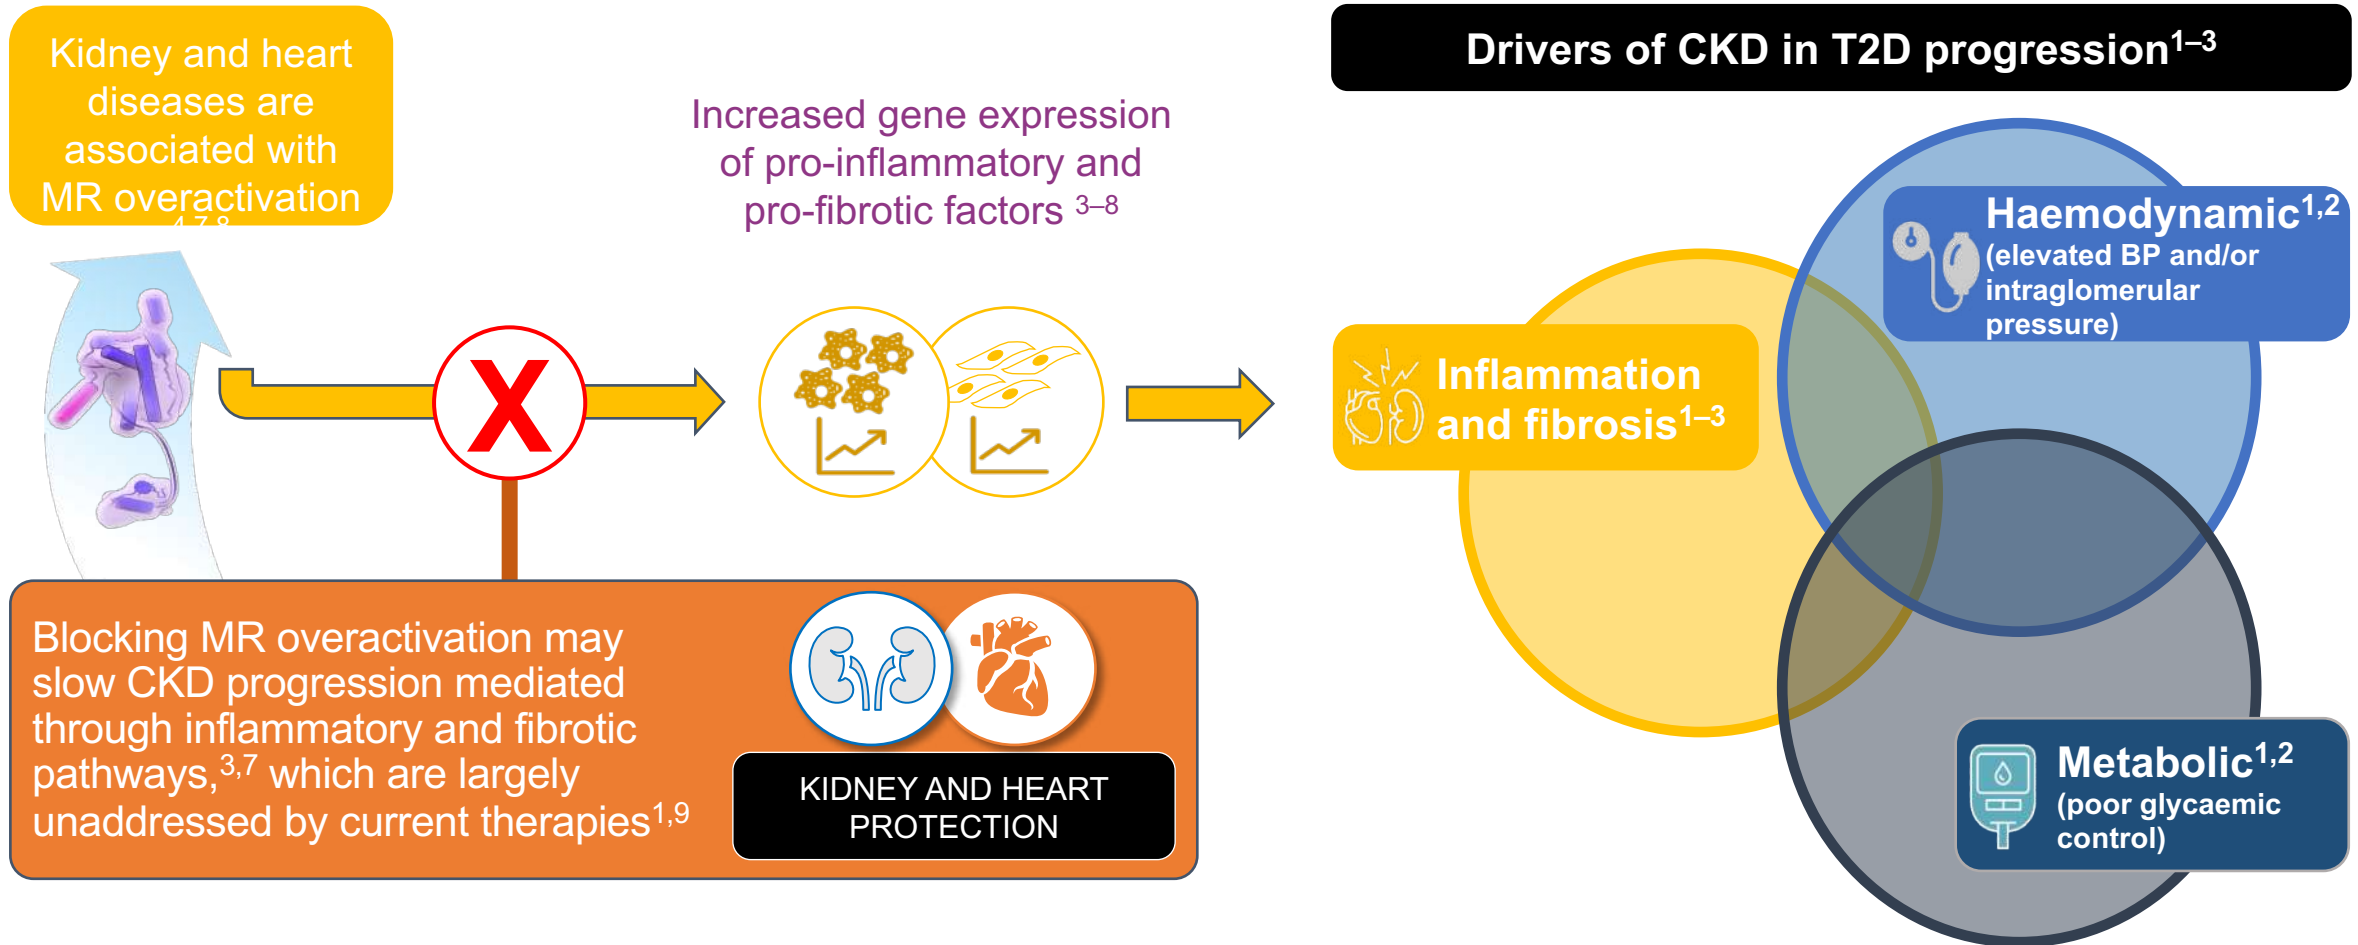 Kidney and heart
diseases are
associated with
MR overactivation
4,7,8
Increased gene expression
of pro-inflammatory and
pro-fibrotic factors 3–8
X
Blocking MR overactivation may
slow CKD progression mediated
through inflammatory and fibrotic
pathways,3,7 which are largely
unaddressed by current therapies1,9
KIDNEY AND HEART
PROTECTION
Drivers of CKD in T2D progression1–3
Haemodynamic1,2
(elevated BP and/or
intraglomerular
pressure)
Inflammation
and fibrosis1–3
Metabolic1,2
(poor glycaemic
control)